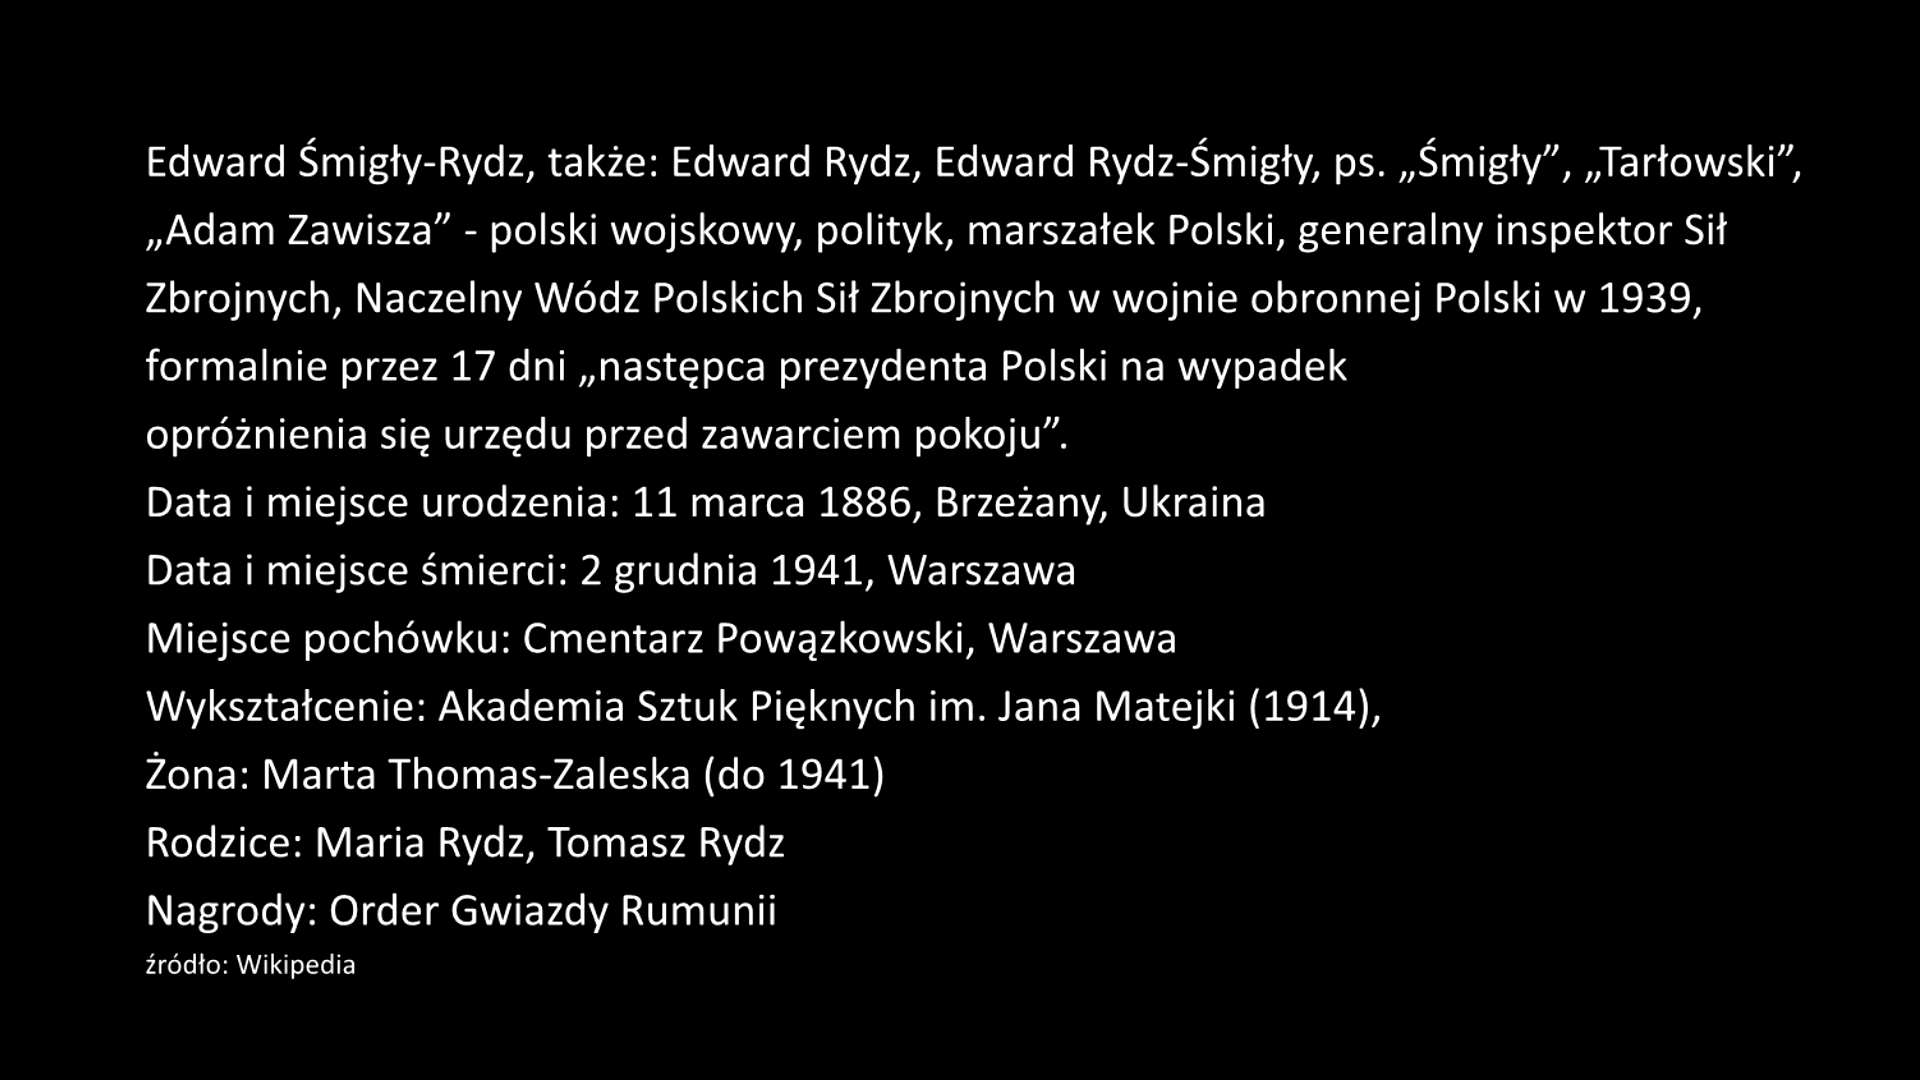 Edward Śmigły-Rydz, także: Edward Rydz, Edward Rydz-Śmigły, ps. „Śmigły”, „Tarłowski”,
„Adam Zawisza” - polski wojskowy, polityk, marszałek Polski, generalny inspektor Sił
Zbrojnych, Naczelny Wódz Polskich Sił Zbrojnych w wojnie obronnej Polski w 1939,
formalnie przez 17 dni „następca prezydenta Polski na wypadek
opróżnienia się urzędu przed zawarciem pokoju”.
Data i miejsce urodzenia: 11 marca 1886, Brzeżany, Ukraina
Data i miejsce śmierci: 2 grudnia 1941, Warszawa
Miejsce pochówku: Cmentarz Powązkowski, Warszawa
Wykształcenie: Akademia Sztuk Pięknych im. Jana Matejki (1914),
Żona: Marta Thomas-Zaleska (do 1941)
Rodzice: Maria Rydz, Tomasz Rydz
Nagrody: Order Gwiazdy Rumunii
źródło: Wikipedia